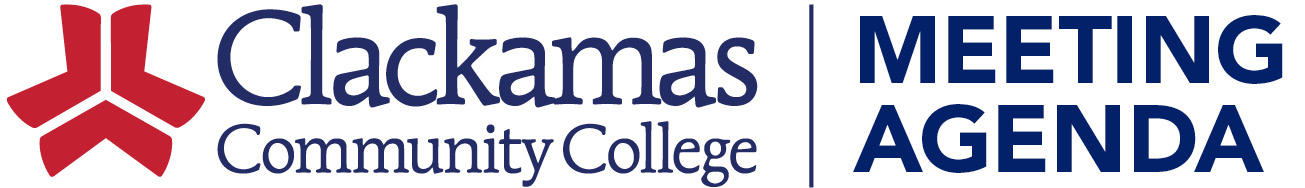 Clackamas
Community College
MEETING
AGENDA